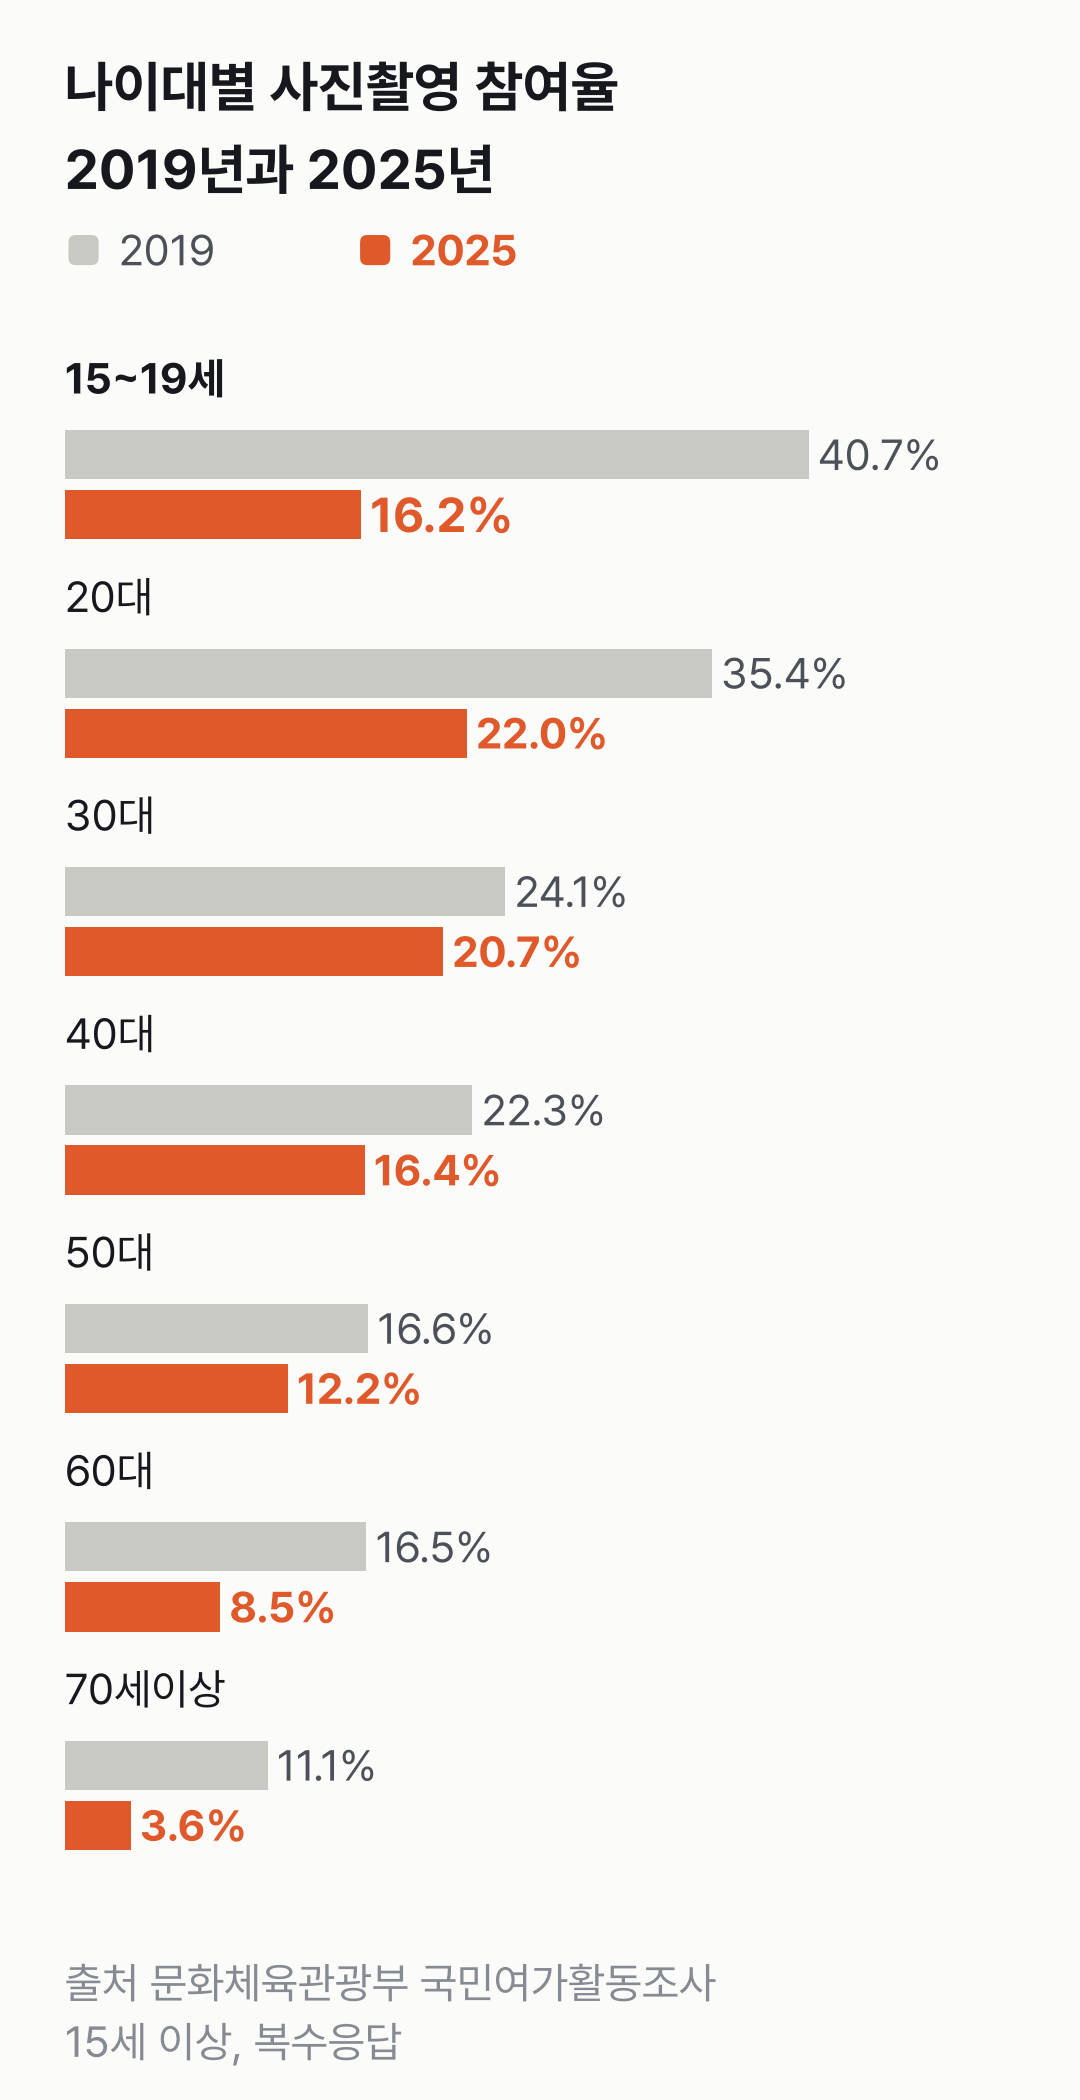 나이대별 사진촬영 참여율
2019년과 2025년
2019 2025
15~19세
40.7%
16.2%
20대
35.4%
22.0%
30대
24.1%
20.7%
40대
22.3%
16.4%
50대
16.6%
12.2%
60대
16.5%
8.5%
70세이상
11.1%
3.6%
출처 문화체육관광부 국민여가활동조사
15세 이상, 복수응답